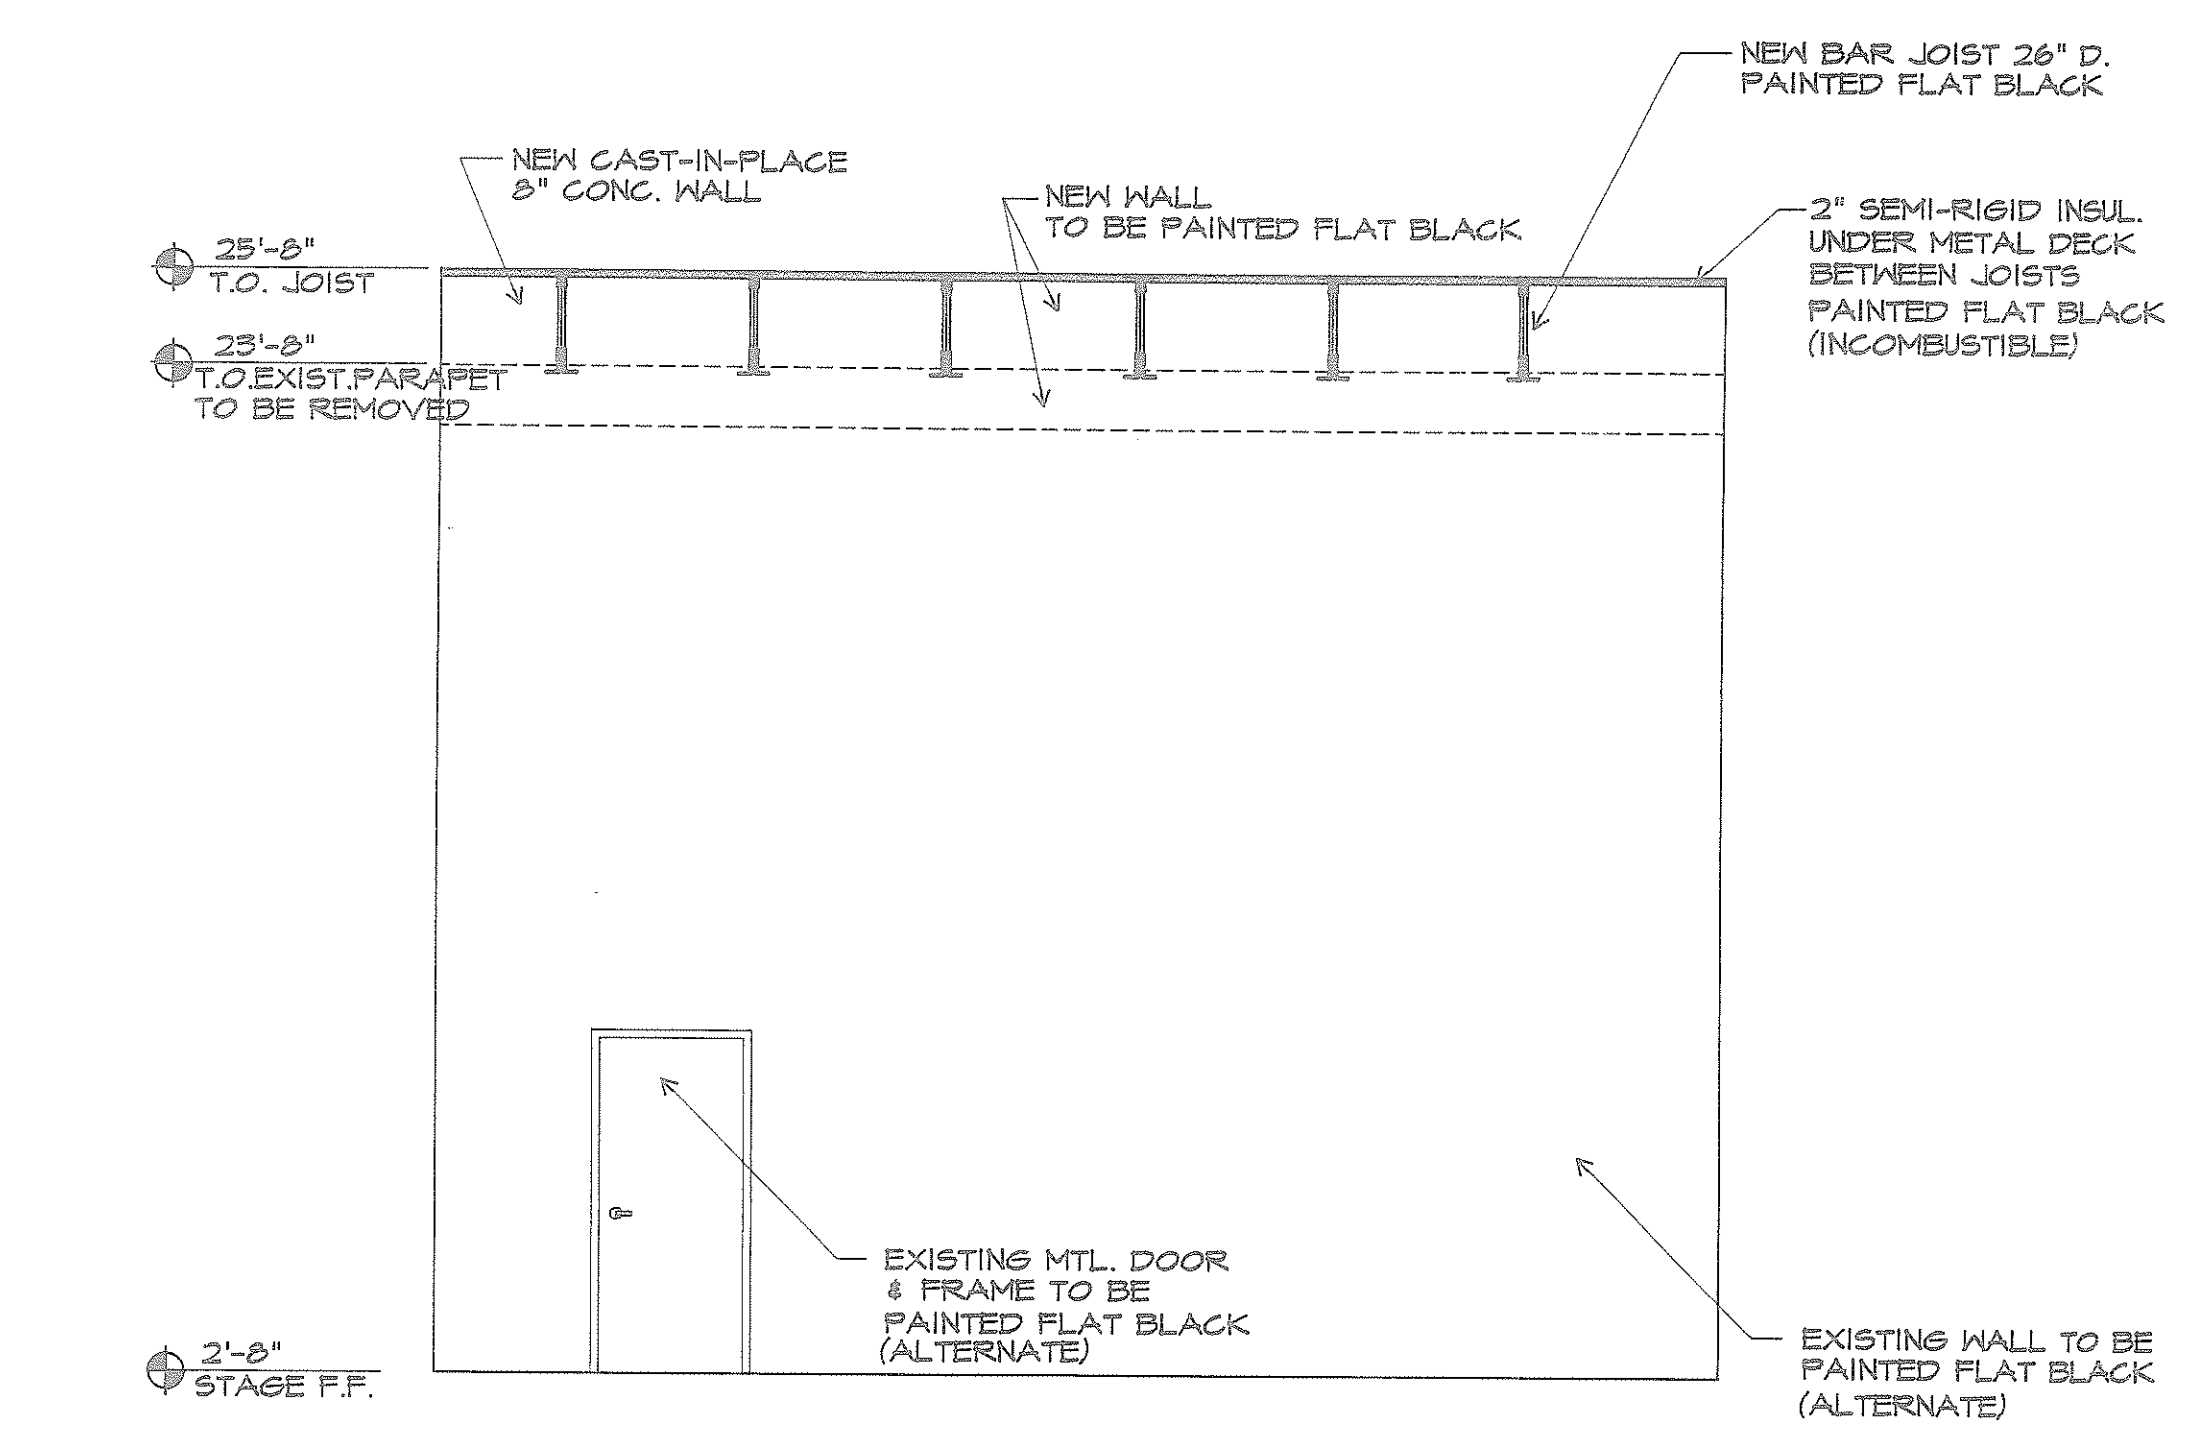 NEW BAR JOIST 26" D.
PAINTED FLAT BLACK
NEW CAST-IN-PLACE
8" CONC. WALL
NEW WALL
TO BE PAINTED FLAT BLACK
2" SEMI-RIGID INSUL.
UNDER METAL DECK
BETWEEN JOISTS
PAINTED FLAT BLACK
(INCOMBUSTIBLE)
25'-8"
T.O. JOIST
23'-8"
T.O.EXIST.PARAPET
TO BE REMOVED
EXISTING MTL. DOOR
& FRAME TO BE
PAINTED FLAT BLACK
(ALTERNATE)
EXISTING WALL TO BE
PAINTED FLAT BLACK
(ALTERNATE)
2'-8"
STAGE F.F.